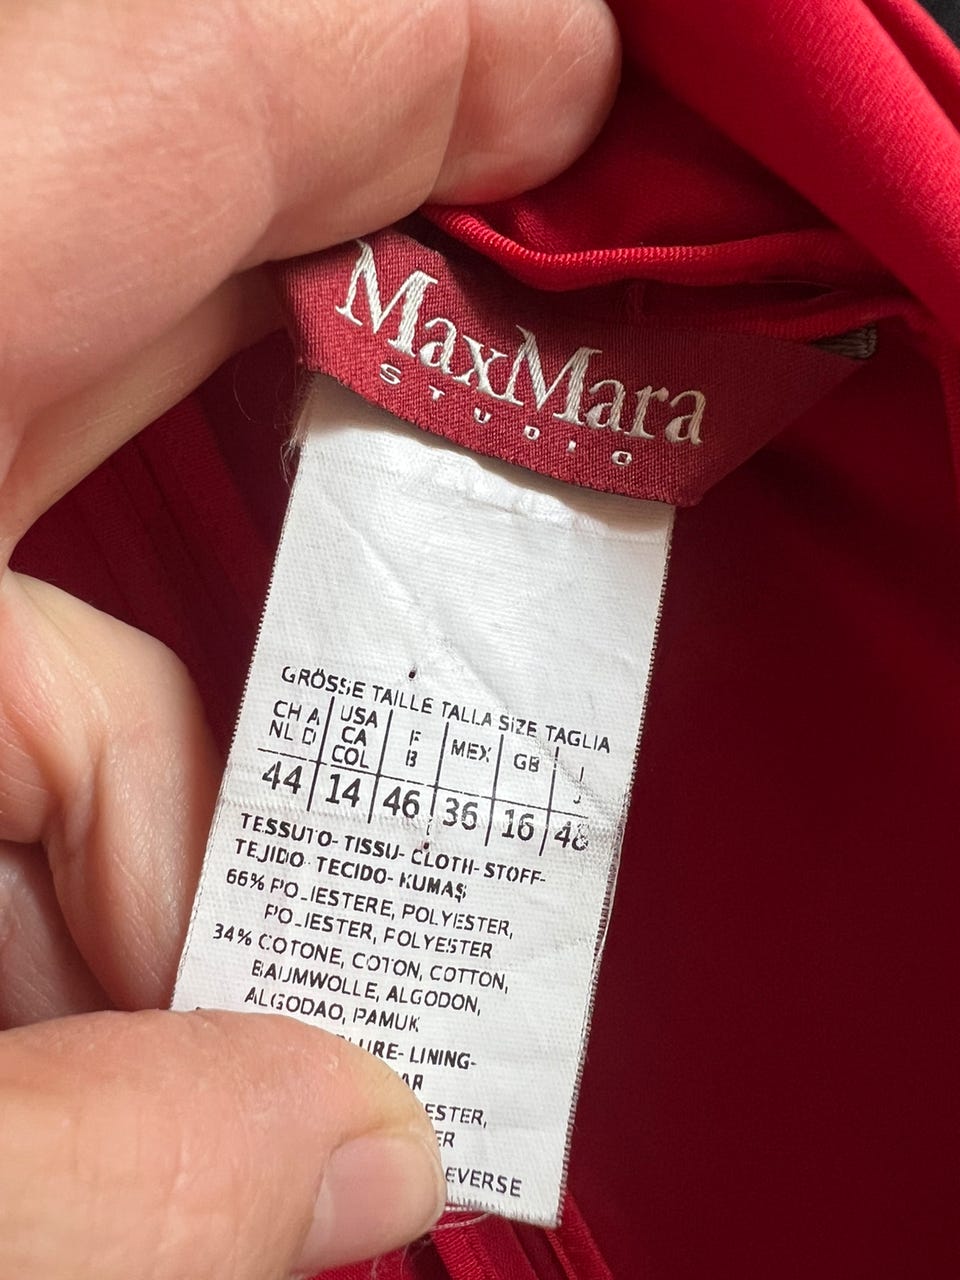 MaxMara
STUDIO
GRÖSSE TAILLE TALLA SIZE TAGLIA
CH A USA F MEX GB I
NL D CA B J
COL
44 14 46 36 16 48
TESSUTO- TISSU- CLOTH- STOFF-
TEJIDO- TECIDO- KUMAŞ
66% POLIESTERE, POLYESTER,
POLIESTER, POLYESTER
34% COTONE, COTON, COTTON,
BAUMWOLLE, ALGODON,
ALGODAO, PAMUK
LINING-